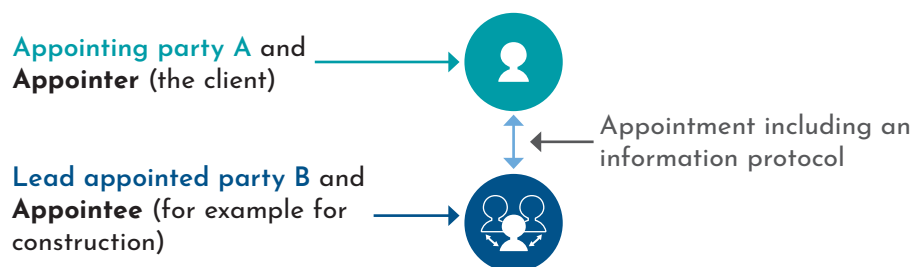 Appointing party A and
Appointer (the client)
Appointment including an
information protocol
Lead appointed party B and
Appointee (for example for
construction)